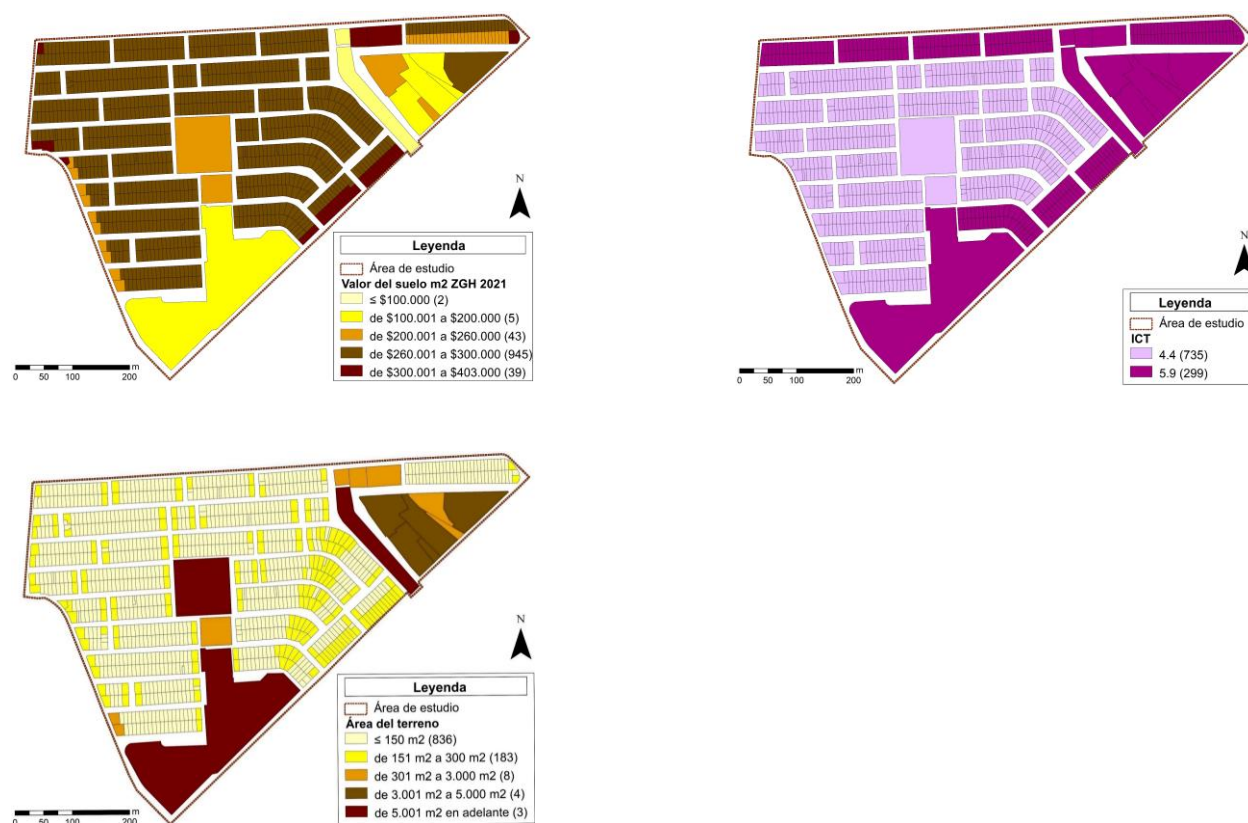 N
Leyenda
Área de estudio
Valor del suelo m2 ZGH 2021
≤ $100.000 (2)
de $100.001 a $200.000 (5)
de $200.001 a $260.000 (43)
de $260.001 a $300.000 (945)
de $300.001 a $403.000 (39)
0 50 100 200 m
N
Leyenda
Área de estudio
ICT
4.4 (735)
5.9 (299)
0 50 100 200 m
N
Leyenda
Área de estudio
Área del terreno
≤ 150 m2 (836)
de 151 m2 a 300 m2 (183)
de 301 m2 a 3.000 m2 (8)
de 3.001 m2 a 5.000 m2 (4)
de 5.001 m2 en adelante (3)
0 50 100 200 m